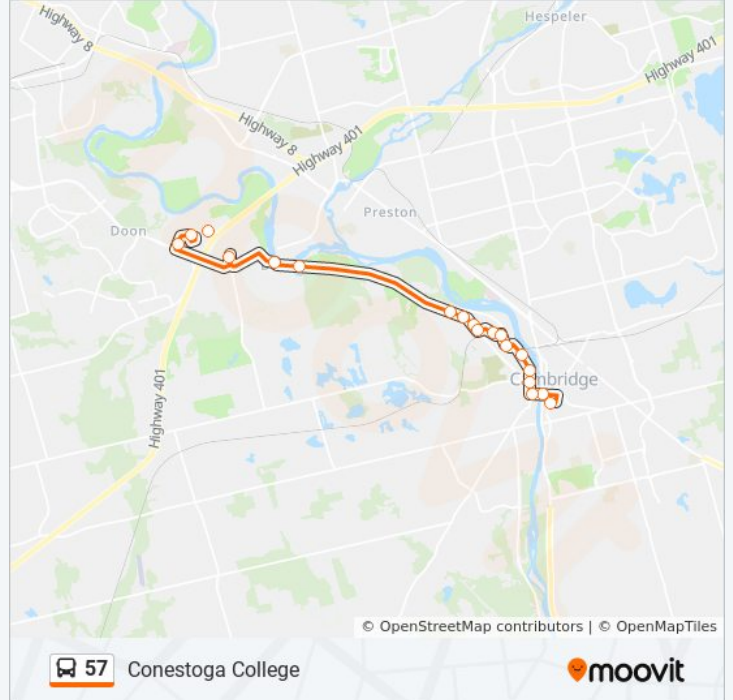 Hespeler
Highway 8
Highway 401
Highway 8
Highway 401
Preston
Doon
Cambridge
Highway 401
© OpenStreetMap contributors | © OpenMapTiles
57 Conestoga College
moovit